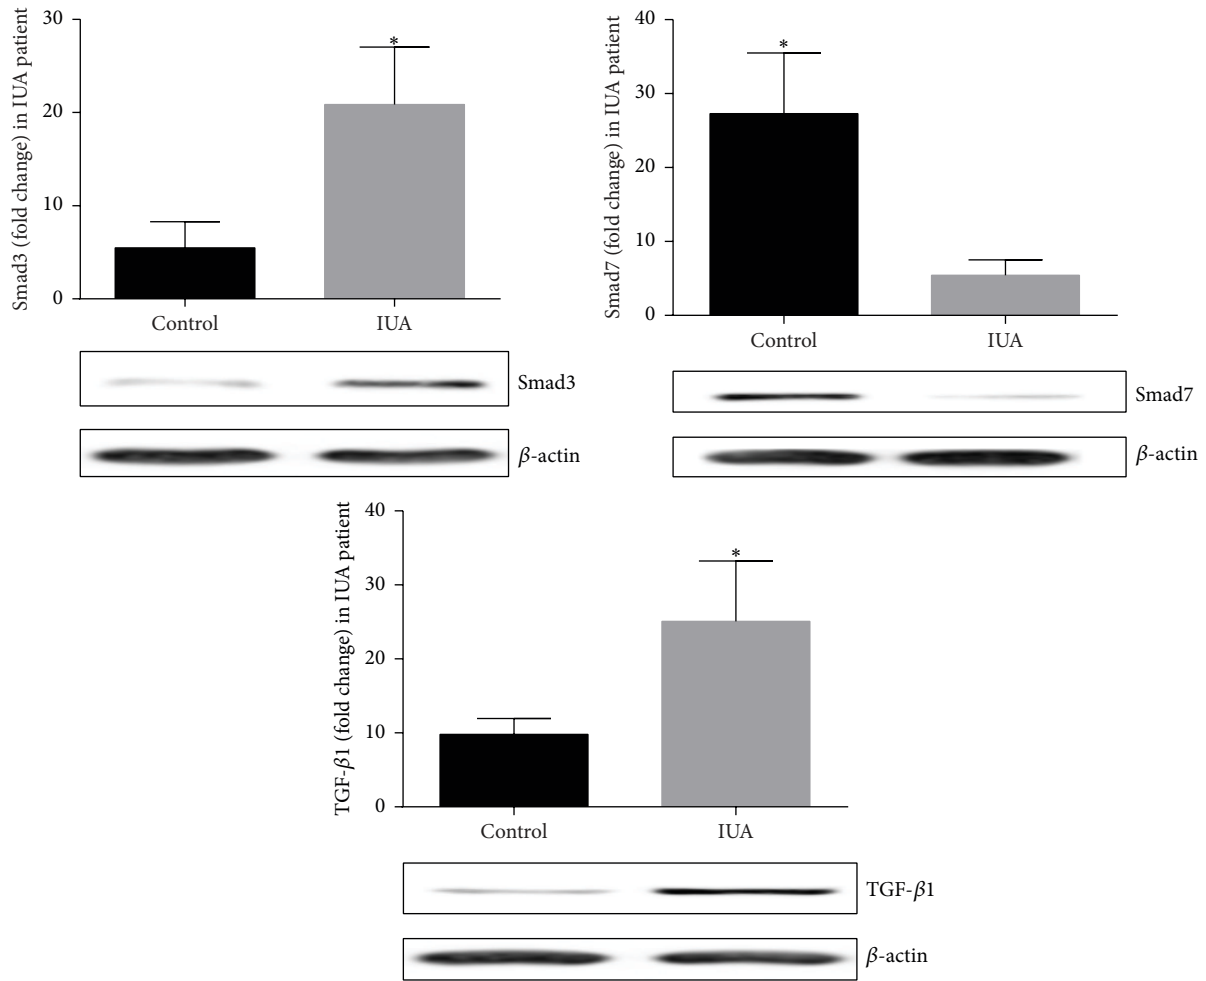 Smad3 (fold change) in IUA patient
30
20
10
0
*
Control
IUA
Smad3
β-actin
Smad7 (fold change) in IUA patient
40
30
20
10
0
*
Control
IUA
Smad7
β-actin
TGF-β1 (fold change) in IUA patient
40
30
20
10
0
*
Control
IUA
TGF-β1
β-actin